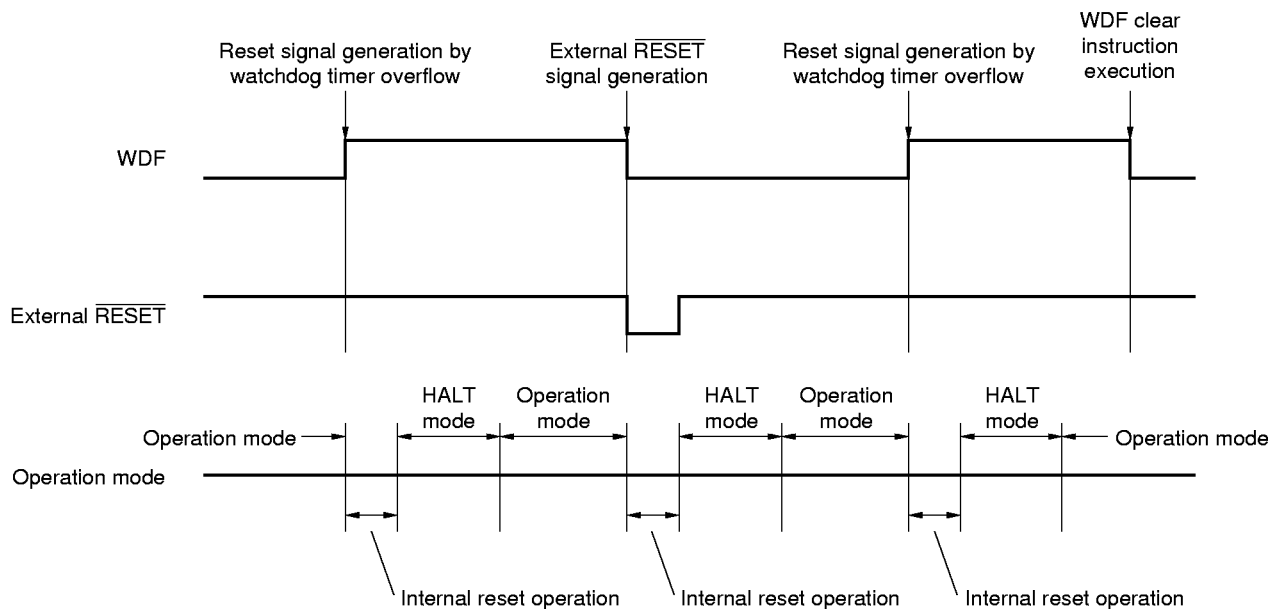 WDF clear
instruction
execution
Reset signal generation by
watchdog timer overflow
External RESET
signal generation
Reset signal generation by
watchdog timer overflow
WDF
External RESET
HALT
mode
Operation
mode
HALT
mode
Operation
mode
HALT
mode
Operation mode
Operation mode
Operation mode
Internal reset operation
Internal reset operation
Internal reset operation